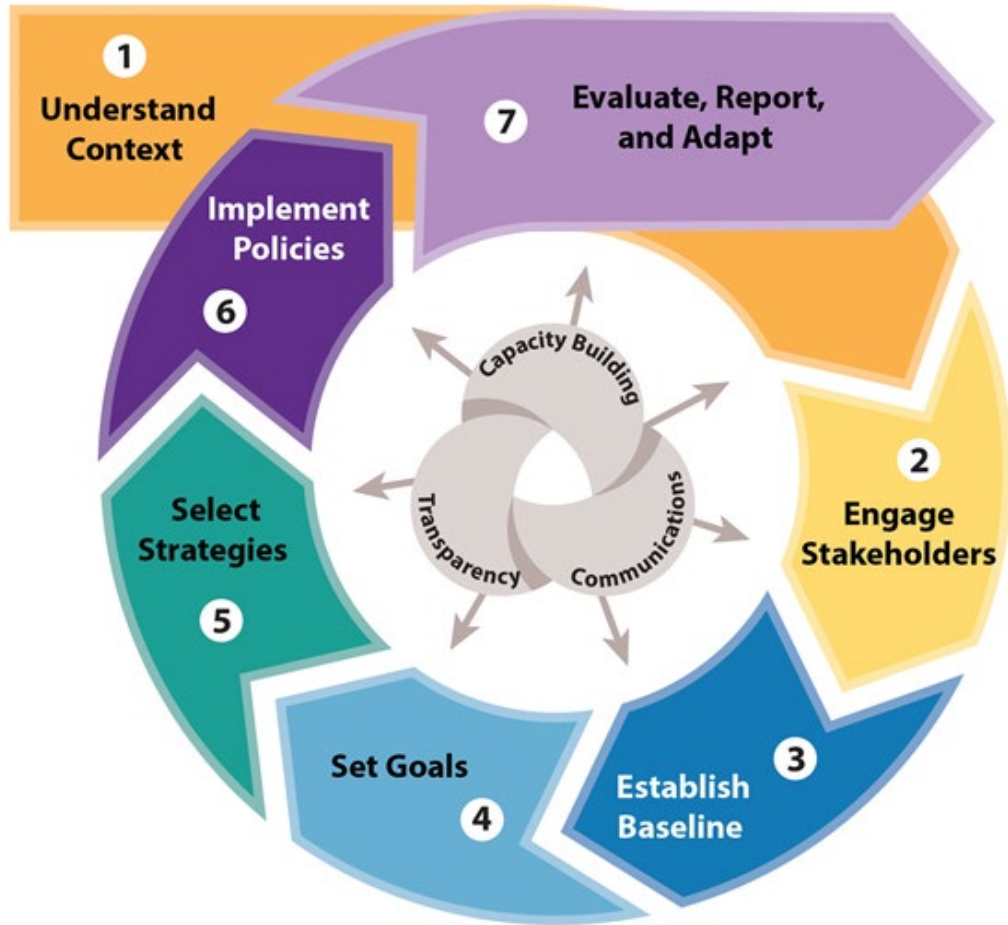 1
Understand
Context
7
Evaluate, Report,
and Adapt
Implement
Policies
6
Capacity Building
2
Engage
Stakeholders
Transparency
Communications
Select
Strategies
5
3
Establish
Baseline
Set Goals
4